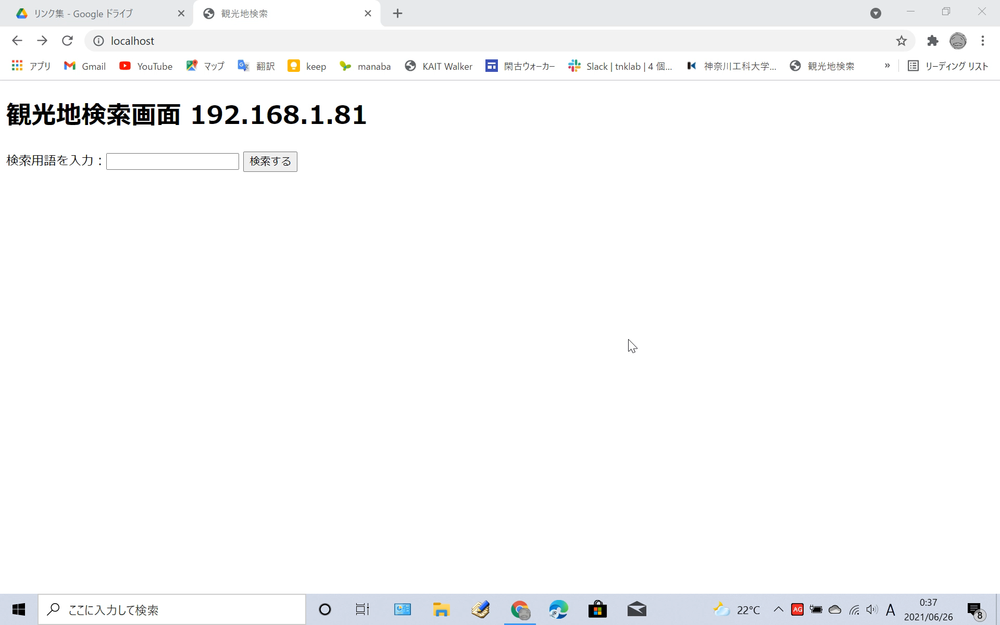 リンク集 - Google ドライブ
観光地検索
localhost
アプリ Gmail YouTube マップ 翻訳 keep manaba KAIT Walker 閑古ウォーカー Slack | tnklab | 4 個... 神奈川工科大学... 観光地検索 » リーディング リスト
観光地検索画面 192.168.1.81
検索用語を入力： 検索する
ここに入力して検索
22°C AG A 0:37
2021/06/26 8